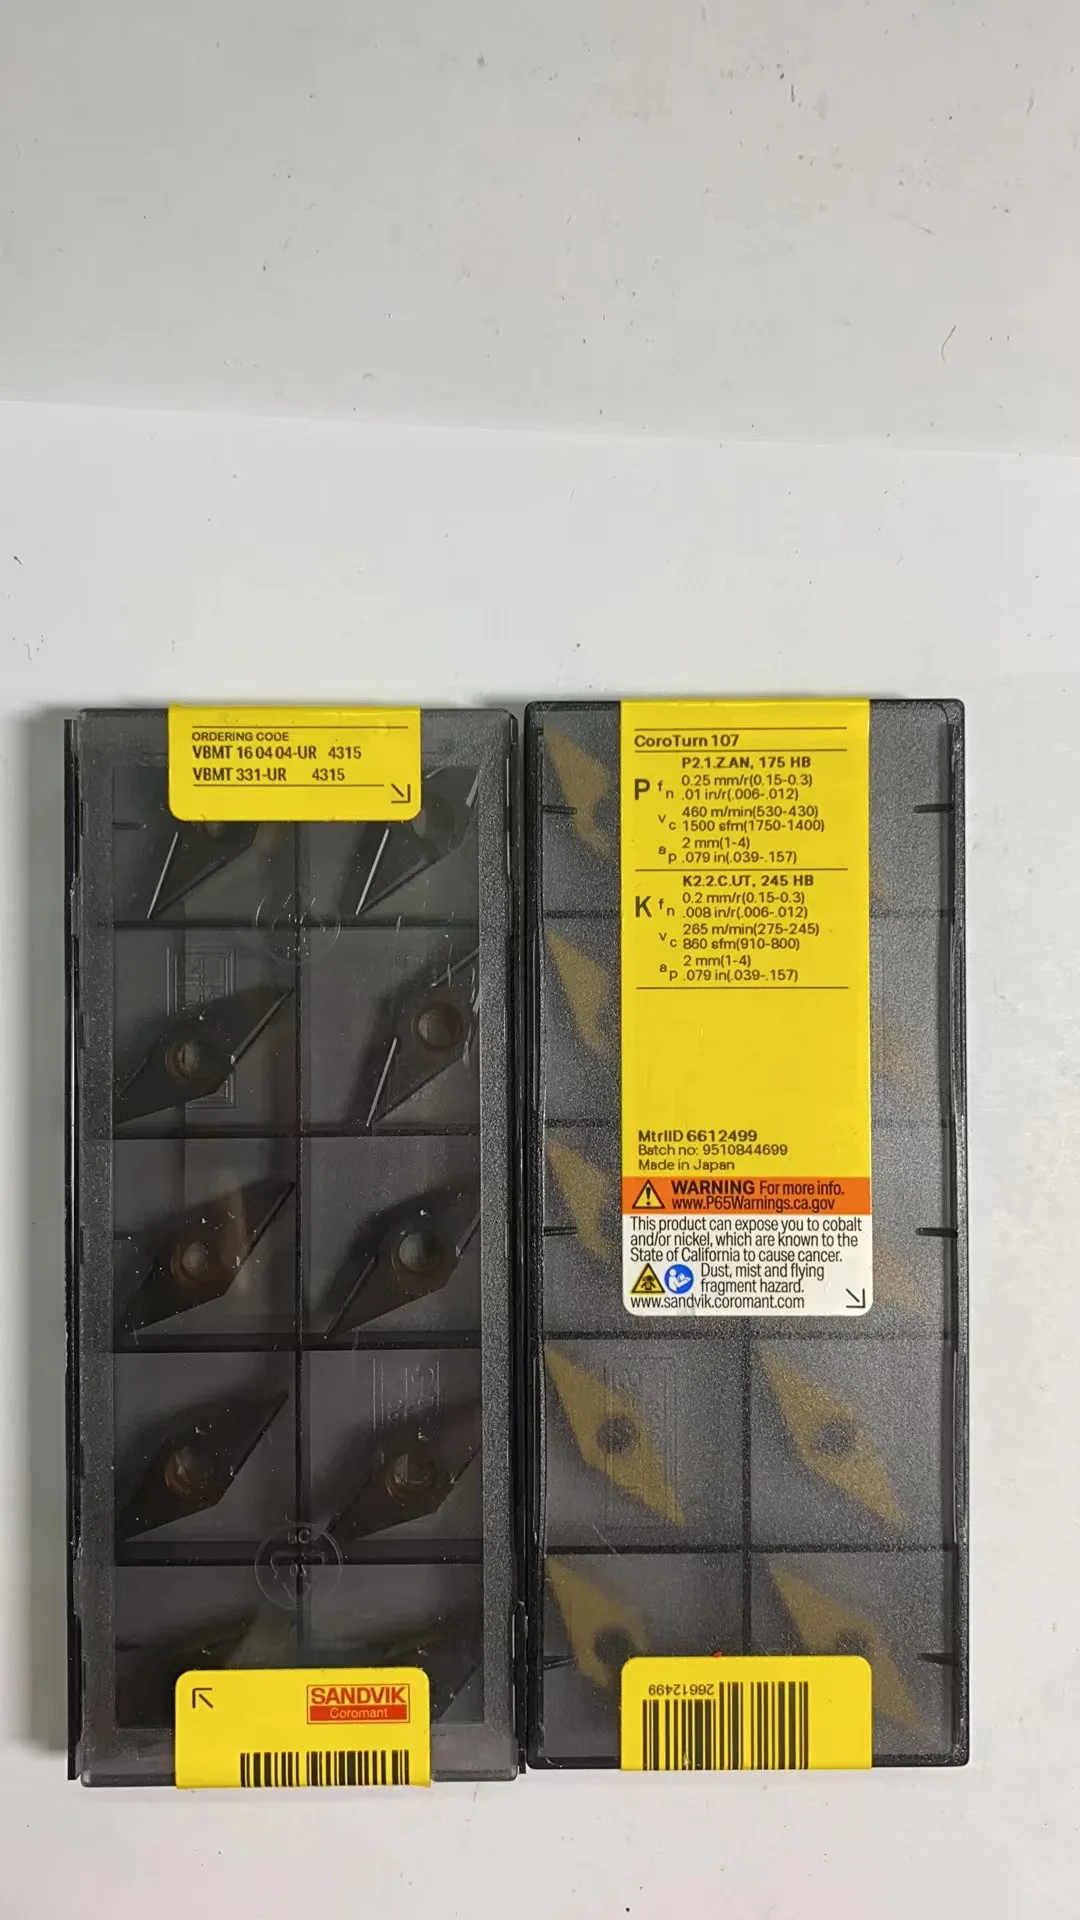 ORDERING CODE
VBMT 16 04 04-UR 4315
VBMT 331-UR 4315
SANDVIK
Coromant
CoroTurn 107
P2.1.Z.AN, 175 HB
P fn 0.25 mm/r(0.15-0.3)
.01 in/r(.006-.012)
vc 460 m/min(530-430)
1500 sfm(1750-1400)
ap 2 mm(1-4)
.079 in(.039-.157)
K2.2.C.UT, 245 HB
K fn 0.2 mm/r(0.15-0.3)
.008 in/r(.006-.012)
vc 265 m/min(275-245)
860 sfm(910-800)
ap 2 mm(1-4)
.079 in(.039-.157)
MtrlID 6612499
Batch no: 9510844699
Made in Japan
WARNING For more info.
www.P65Warnings.ca.gov
This product can expose you to cobalt
and/or nickel, which are known to the
State of California to cause cancer.
Dust, mist and flying
fragment hazard.
www.sandvik.coromant.com
26612499